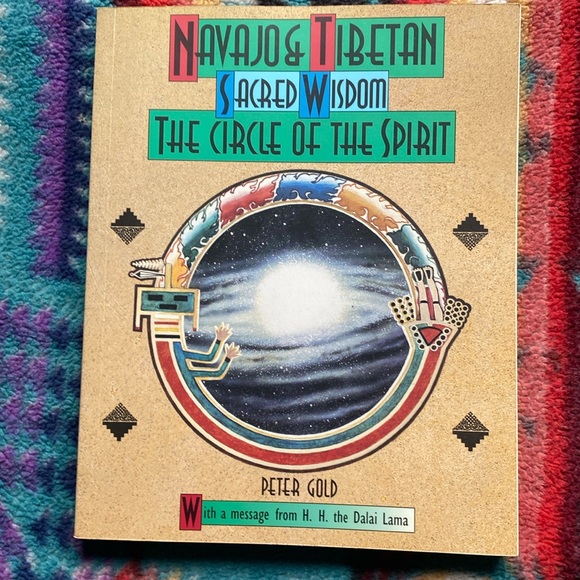 NAVAJO & TIBETAN
SACRED WISDOM
THE CIRCLE OF THE SPIRIT
PETER GOLD
With a message from H. H. the Dalai Lama